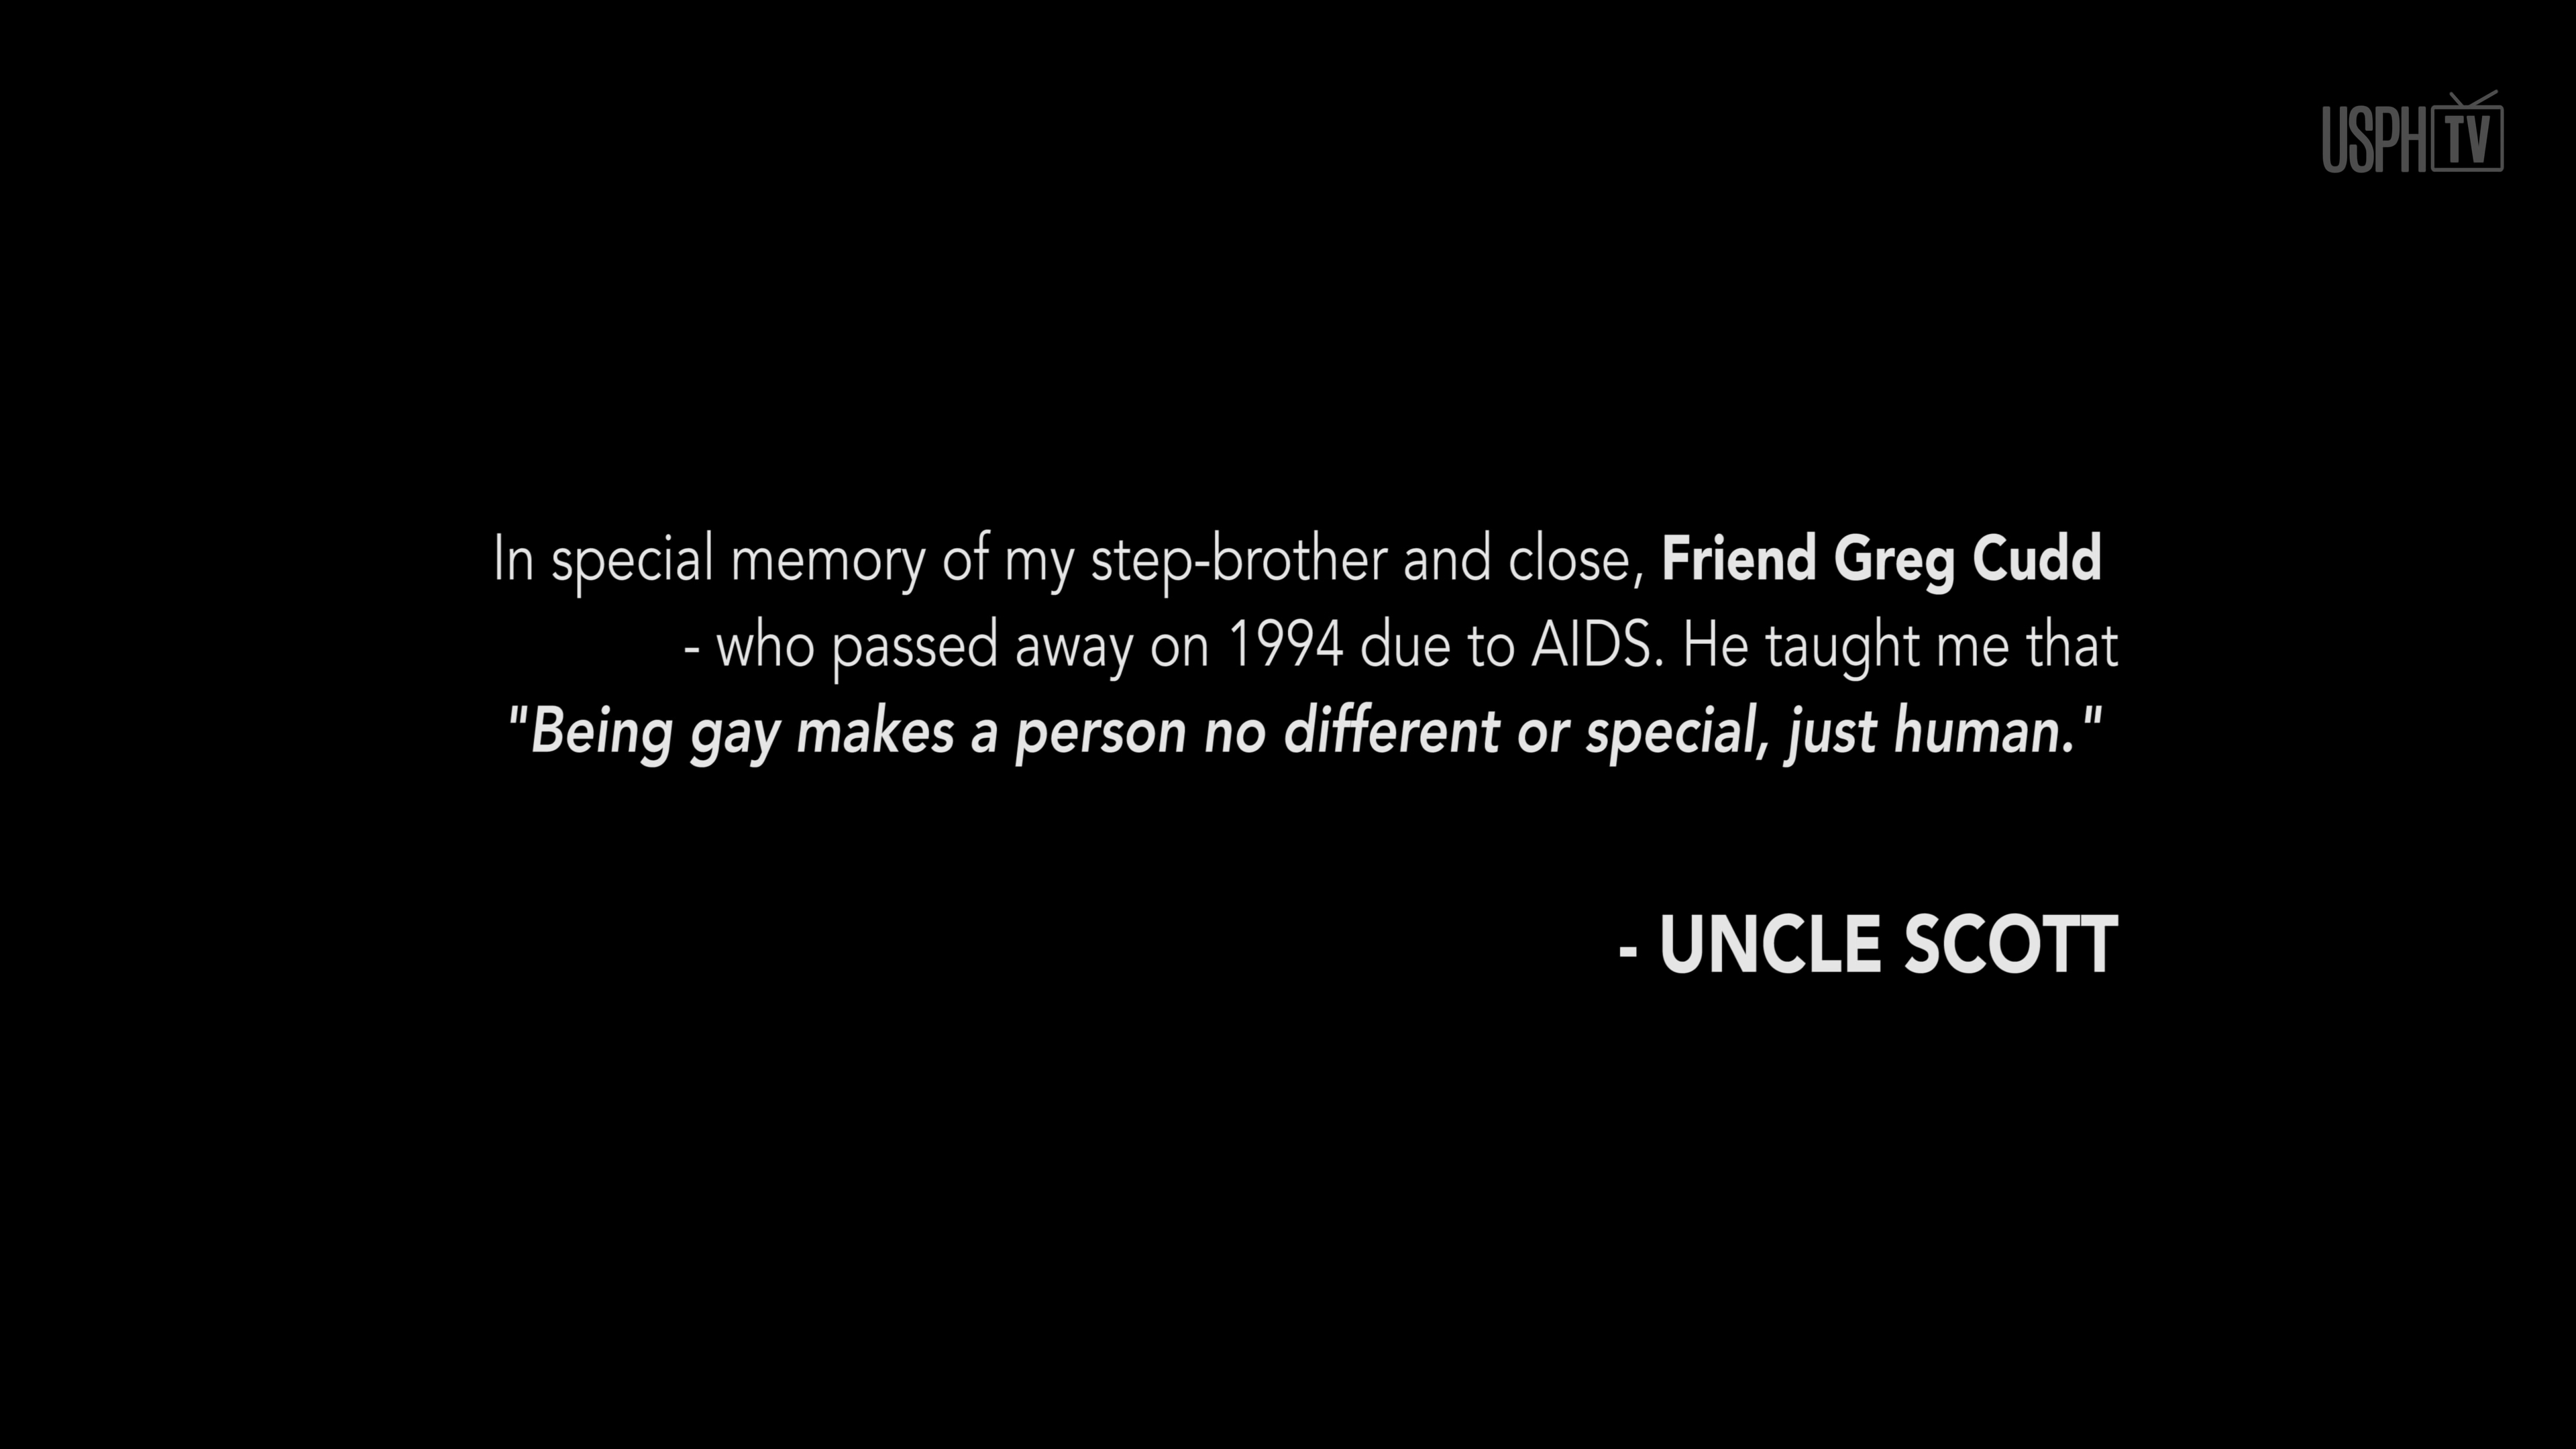 USPH TV
In special memory of my step-brother and close, Friend Greg Cudd
- who passed away on 1994 due to AIDS. He taught me that
"Being gay makes a person no different or special, just human."
- UNCLE SCOTT